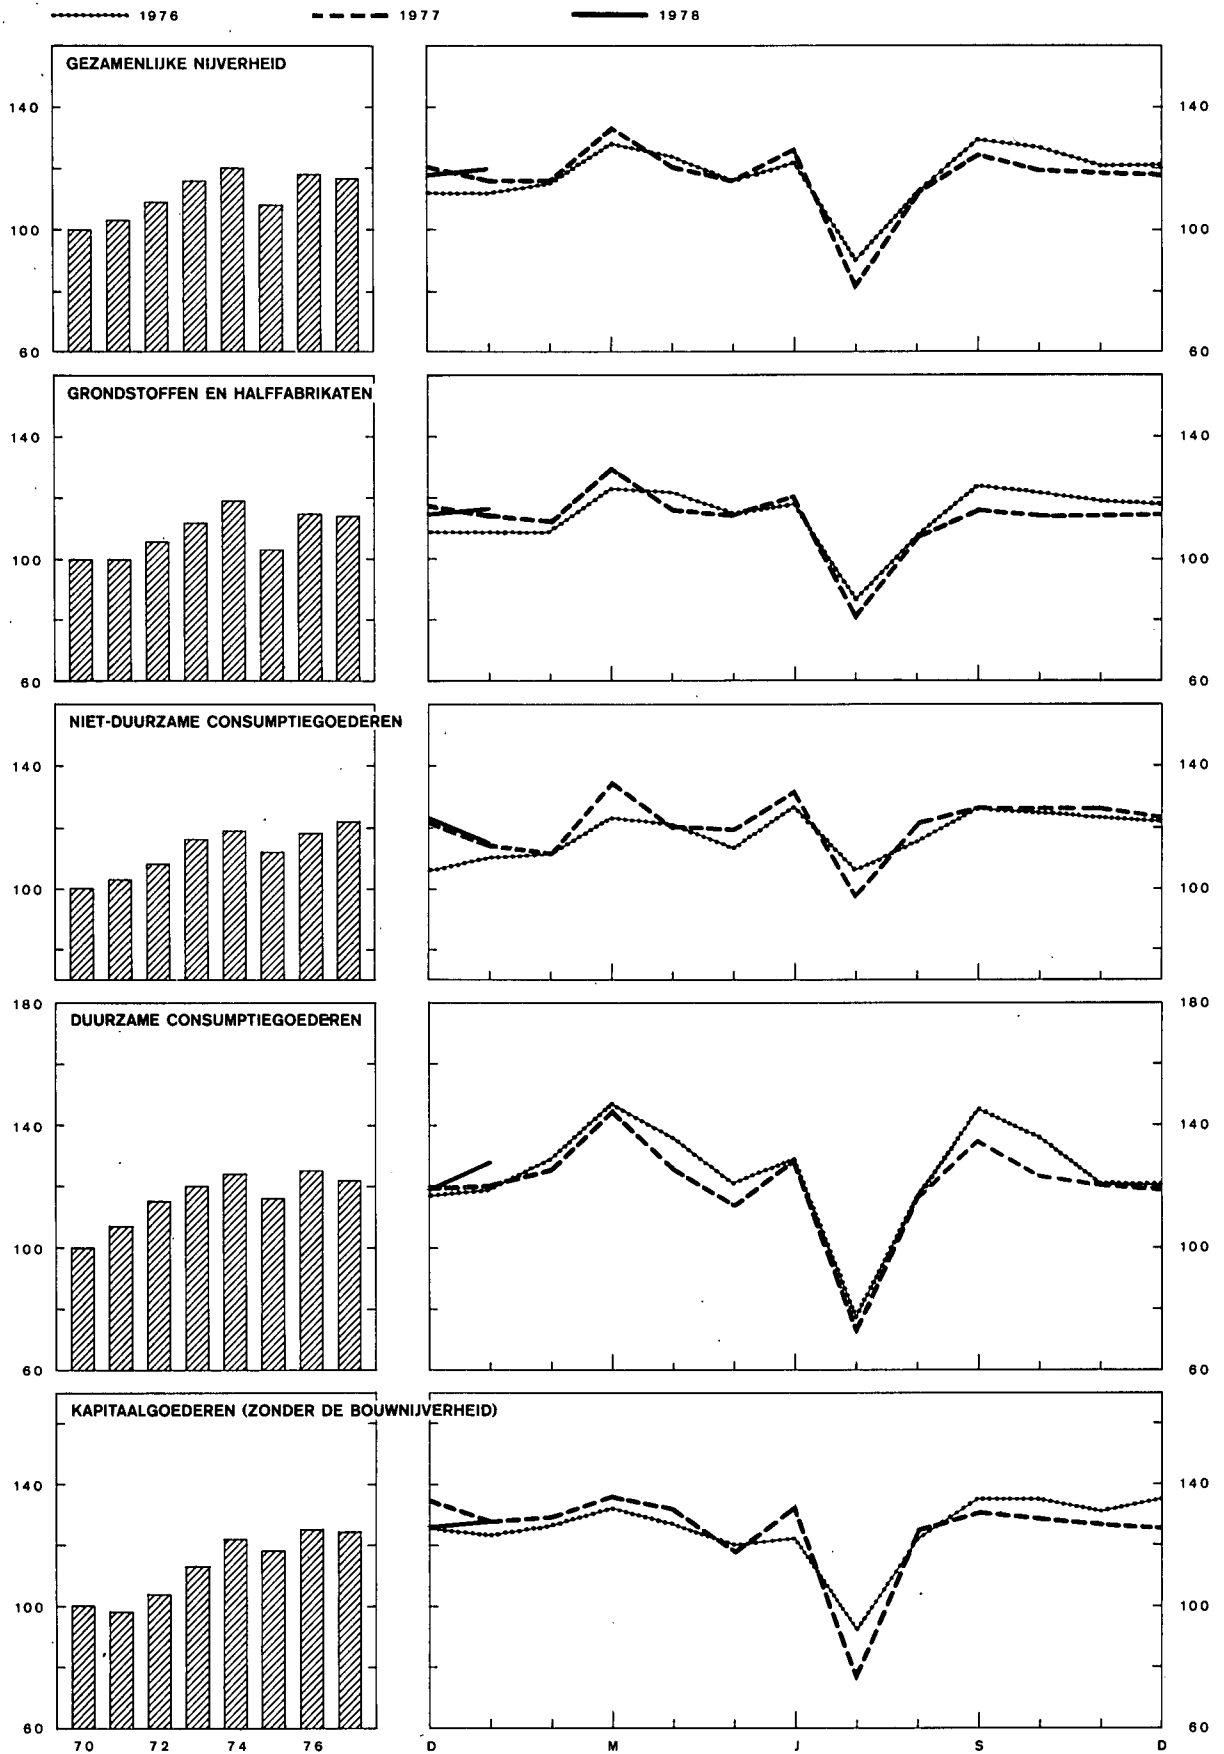 1976 1977 1978
GEZAMENLIJKE NIJVERHEID
140 140
100 100
60 60
GRONDSTOFFEN EN HALFFABRIKATEN
140 140
100 100
60 60
NIET-DUURZAME CONSUMPTIEGOEDEREN
140 140
100 100
180 180
DUURZAME CONSUMPTIEGOEDEREN
140 140
100 100
60 60
KAPITAALGOEDEREN (ZONDER DE BOUWNIJVERHEID)
140 140
100 100
60 60
70 72 74 76 D M J S D